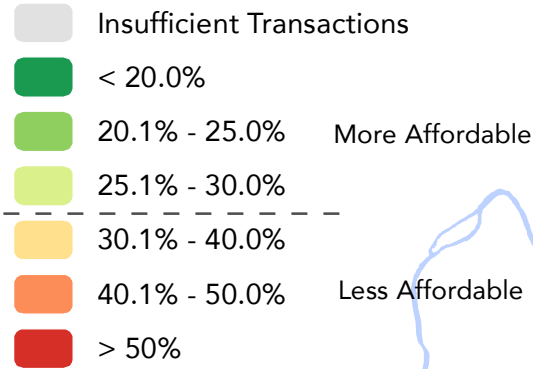 Insufficient Transactions
< 20.0%
20.1% - 25.0% More Affordable
25.1% - 30.0%
30.1% - 40.0%
40.1% - 50.0% Less Affordable
> 50%